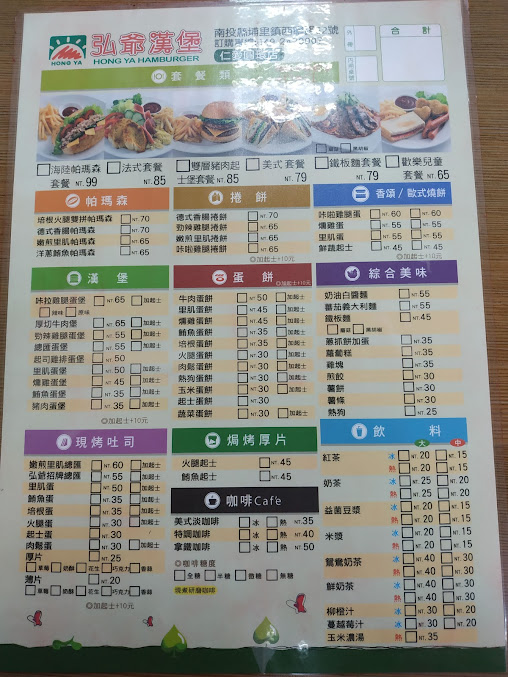 弘爺漢堡
HONG YA
HONG YA HAMBURGER
南投縣埔里鎮西
仁愛圓環店
合計
套餐類
海陸帕瑪森套餐 NT.99
法式套餐 NT.85
雙層豬肉起士堡套餐 NT.85
美式套餐 NT.79
蘑菇 黑胡椒
鐵板麵套餐 NT.79
歡樂兒童套餐 NT.65
帕瑪森
培根火腿雙拼帕瑪森 NT.70
德式香腸帕瑪森 NT.70
嫩煎里肌帕瑪森 NT.65
洋蔥鮪魚帕瑪森 NT.65
捲餅
德式香腸捲餅 NT.70
勁辣雞腿捲餅 NT.65
嫩煎里肌捲餅 NT.65
咔啦雞腿捲餅 NT.65
◎加起士+10元
香頌/歐式燒餅
咔啦雞腿蛋 NT.60 NT.60
燻雞蛋 NT.55 NT.55
里肌蛋 NT.55 NT.55
鮮蔬起士 NT.45 NT.45
◎加起士+10元
漢堡
咔拉雞腿蛋堡 NT.65 加起士
辣味 原味
厚切牛肉堡 NT.65 加起士
勁辣雞腿蛋堡 NT.55 加起士
總匯蛋堡 NT.55 加起士
起司雞排蛋堡 NT.50
里肌蛋堡 NT.50 加起士
燻雞蛋堡 NT.45 加起士
鮪魚蛋堡 NT.35 加起士
豬肉蛋堡 NT.35 加起士
◎加起士+10元
蛋餅
◎加起士+10元
牛肉蛋餅 NT.50 加起士
里肌蛋餅 NT.45 加起士
燻雞蛋餅 NT.40 加起士
鮪魚蛋餅 NT.35 加起士
培根蛋餅 NT.35 加起士
火腿蛋餅 NT.30 加起士
肉鬆蛋餅 NT.30 加起士
熱狗蛋餅 NT.30 加起士
玉米蛋餅 NT.30 加起士
起士蛋餅 NT.30
蔬菜蛋餅 NT.30 加起士
綜合美味
奶油白醬麵 NT.55
蕃茄義大利麵 NT.55
鐵板麵 NT.45
蘑菇 黑胡椒
蔥抓餅加蛋 NT.35
蘿蔔糕 NT.30
雞塊 NT.35
煎餃 NT.30
薯餅 NT.30
薯條 NT.30
熱狗 NT.25
現烤吐司
嫩煎里肌總匯 NT.60 加起士
弘爺招牌總匯 NT.55 加起士
里肌蛋 NT.50 加起士
鮪魚蛋 NT.35 加起士
培根蛋 NT.35 加起士
火腿蛋 NT.30 加起士
起士蛋 NT.30
肉鬆蛋 NT.30 加起士
厚片 NT.25
草莓 奶酥 花生 巧克力 香蒜
薄片 NT.20
草莓 奶酥 花生 巧克力 香蒜
◎加起士+10元
焗烤厚片
火腿起士 NT.45
燻雞起士 NT.45
咖啡Cafe
美式淡咖啡 冰 熱 NT.35
特調咖啡 冰 熱 NT.40
拿鐵咖啡 冰 熱 NT.50
◎咖啡糖度
全糖 半糖 微糖 無糖
現煮研磨咖啡
飲料
大 中
紅茶 冰 NT.20 NT.15
熱 NT.20 NT.15
奶茶 冰 NT.25 NT.20
熱 NT.25 NT.20
益菌豆漿 冰 NT.20 NT.15
熱 NT.20 NT.15
米漿 冰 NT.20 NT.15
熱 NT.20 NT.15
鴛鴦奶茶 冰 NT.40 NT.30
熱 NT.40 NT.30
鮮奶茶 冰 NT.40 NT.30
熱 NT.40 NT.30
柳橙汁 冰 NT.30 NT.20
蔓越莓汁 冰 NT.30 NT.20
玉米濃湯 熱 NT.35